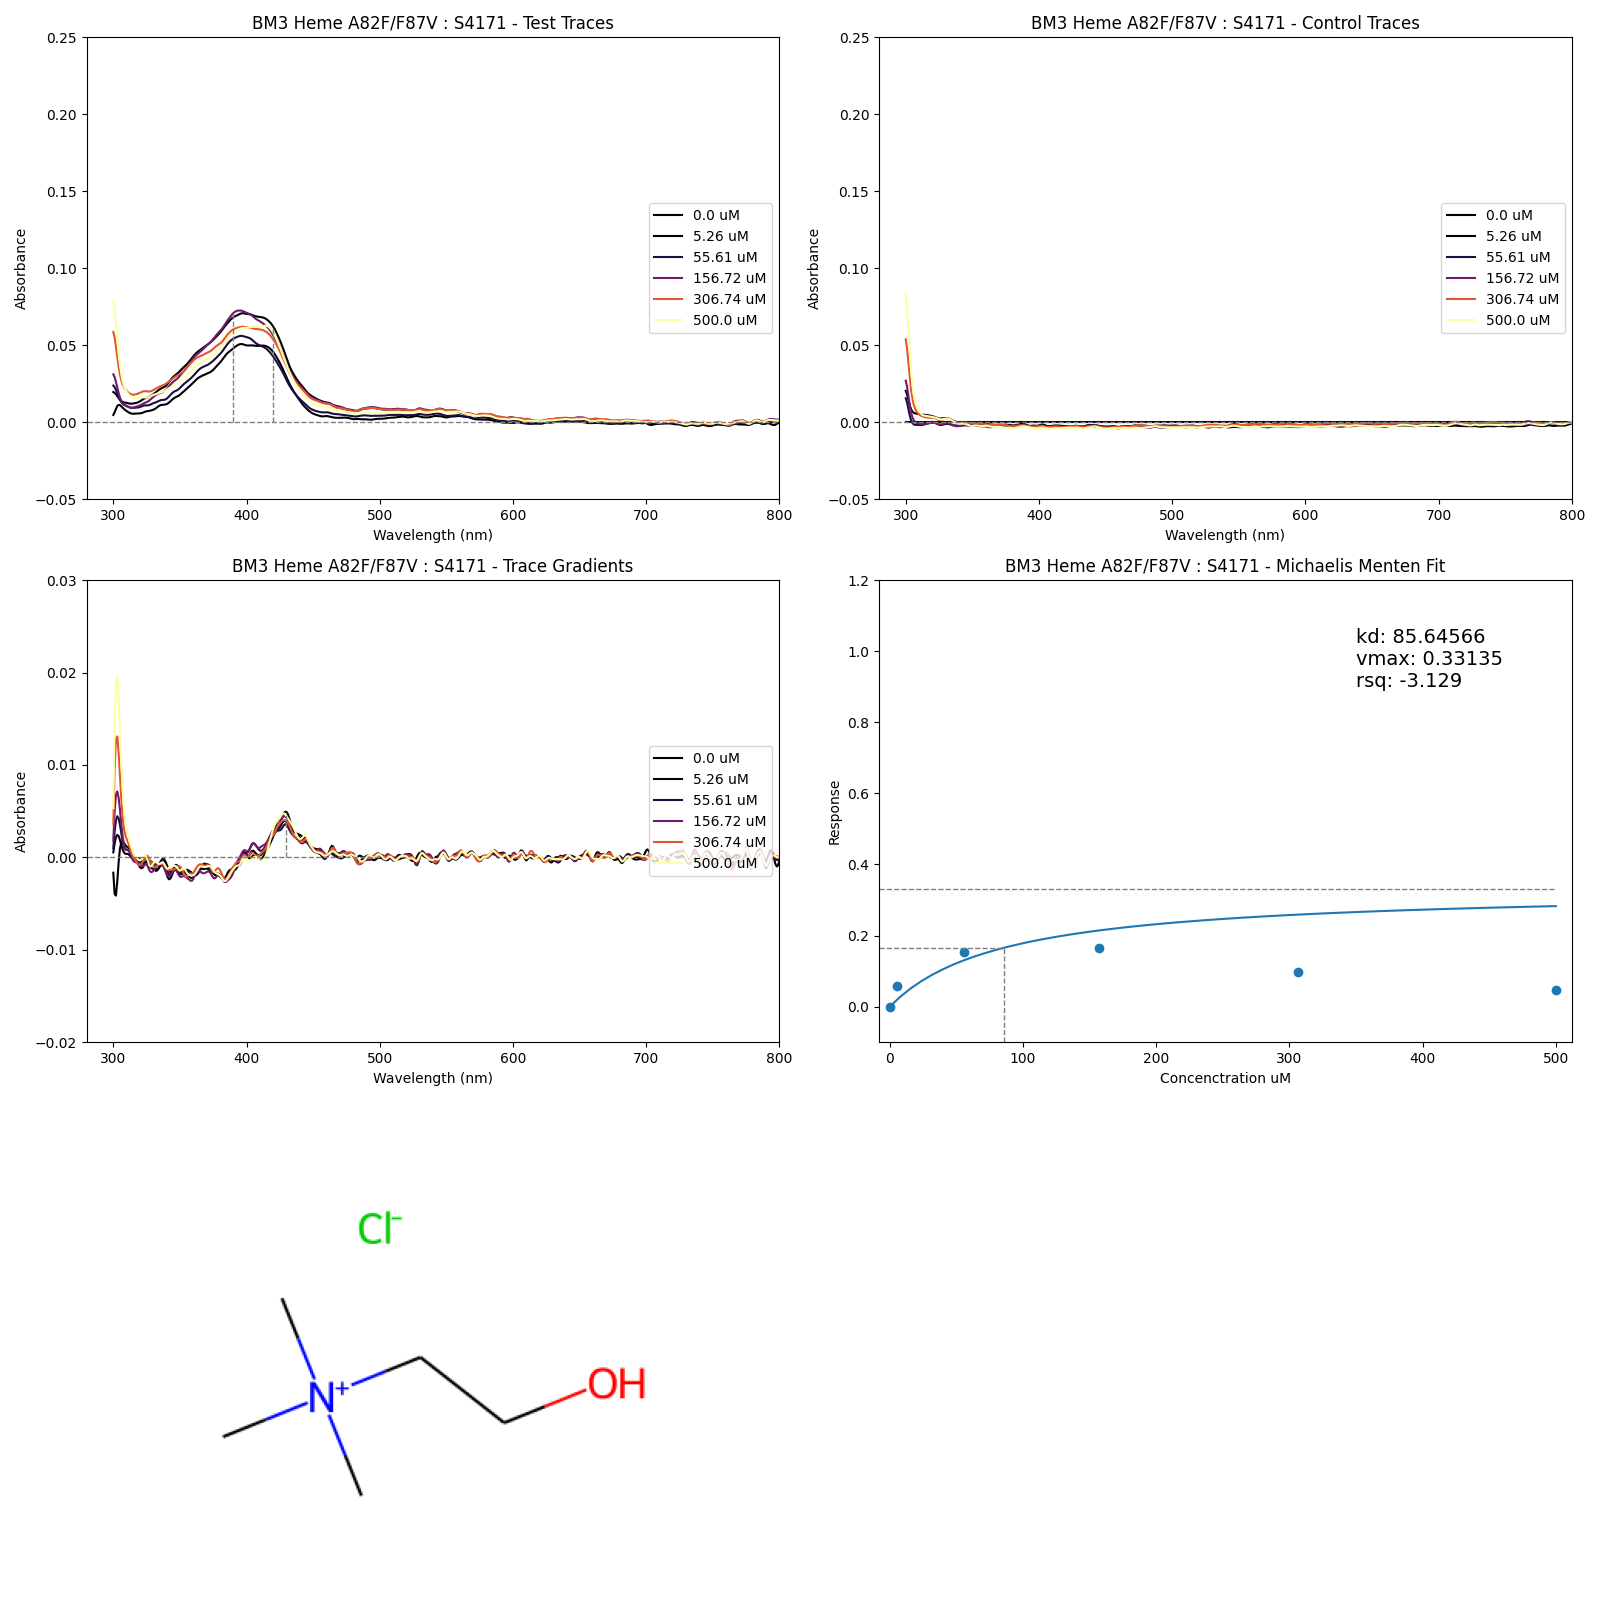 BM3 Heme A82F/F87V : S4171 - Test Traces
0.25
0.20
0.15
0.10
0.05
0.00
−0.05
Absorbance
0.0 uM
5.26 uM
55.61 uM
156.72 uM
306.74 uM
500.0 uM
300 400 500 600 700 800
Wavelength (nm)
BM3 Heme A82F/F87V : S4171 - Control Traces
0.25
0.20
0.15
0.10
0.05
0.00
−0.05
Absorbance
0.0 uM
5.26 uM
55.61 uM
156.72 uM
306.74 uM
500.0 uM
300 400 500 600 700 800
Wavelength (nm)
BM3 Heme A82F/F87V : S4171 - Trace Gradients
0.03
0.02
0.01
0.00
−0.01
−0.02
Absorbance
0.0 uM
5.26 uM
55.61 uM
156.72 uM
306.74 uM
500.0 uM
300 400 500 600 700 800
Wavelength (nm)
BM3 Heme A82F/F87V : S4171 - Michaelis Menten Fit
1.2
1.0
0.8
0.6
0.4
0.2
0.0
Response
kd: 85.64566
vmax: 0.33135
rsq: -3.129
0 100 200 300 400 500
Concenctration uM
Cl⁻
N⁺
OH